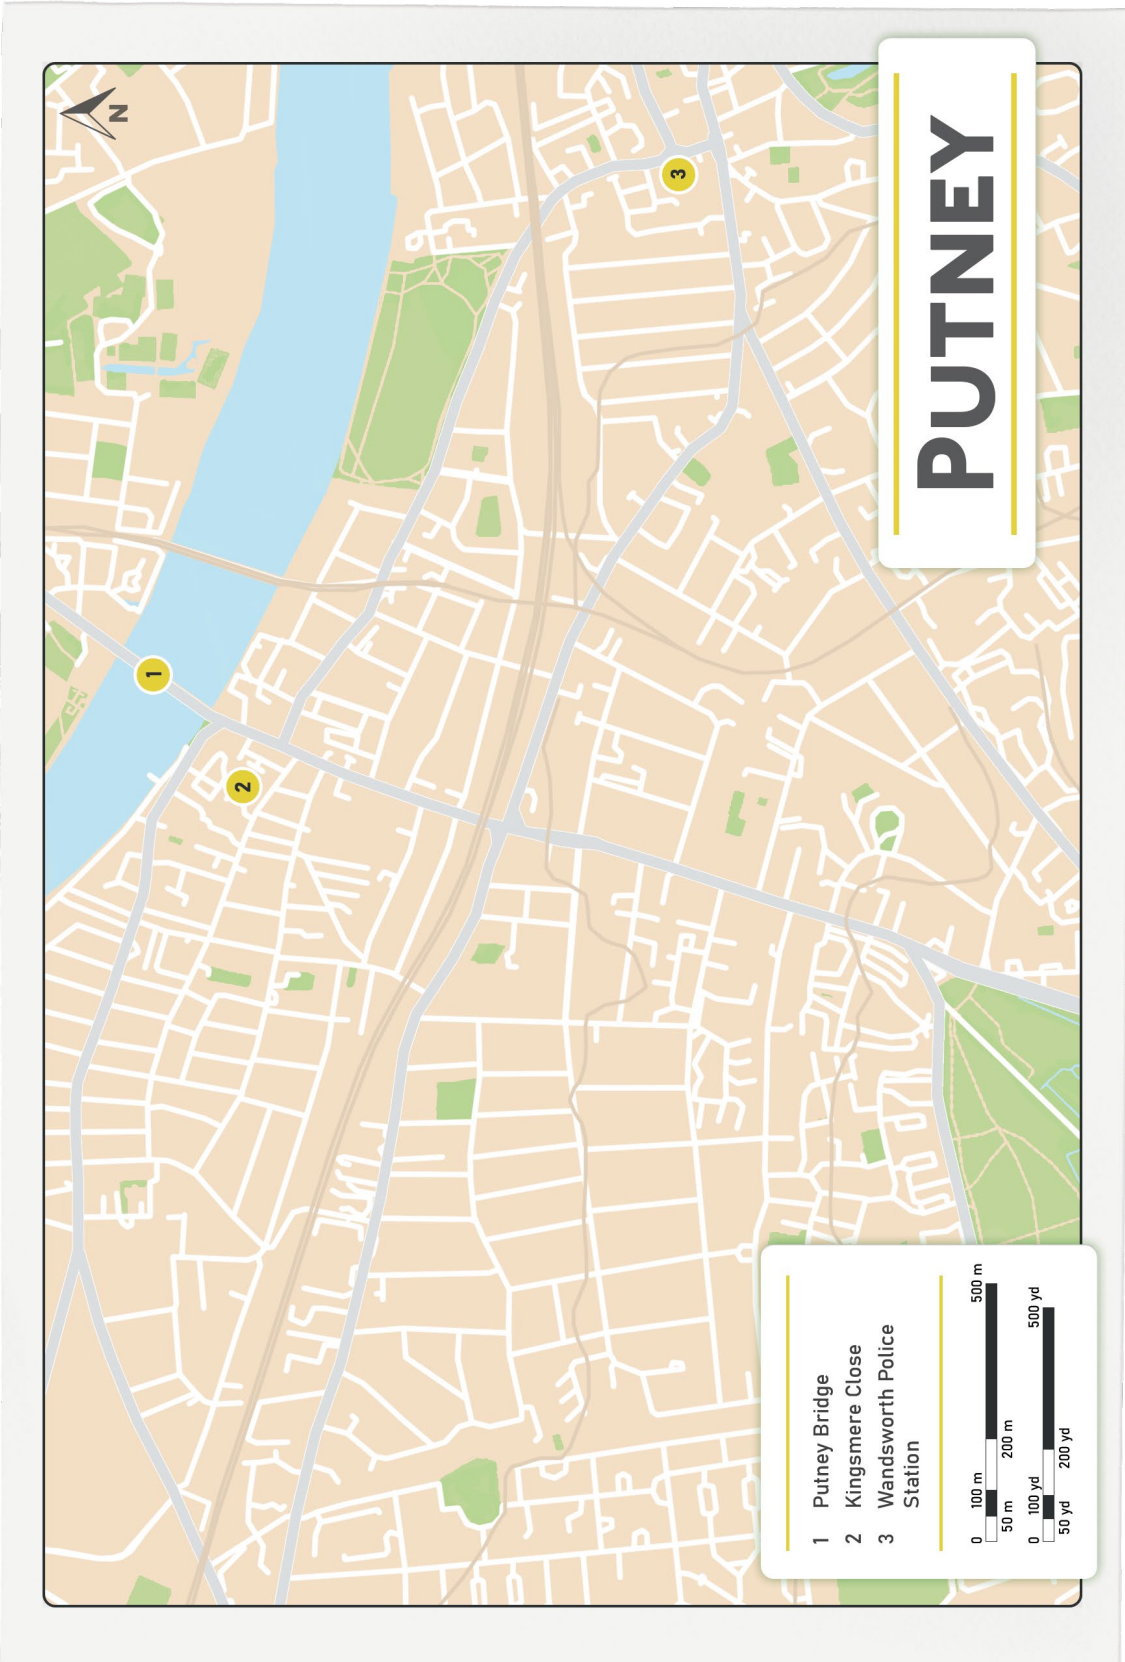 PUTNEY
N
1
2
3
1 Putney Bridge
2 Kingsmere Close
3 Wandsworth Police
Station
0 100 m 500 m
50 m 200 m
0 100 yd 500 yd
50 yd 200 yd